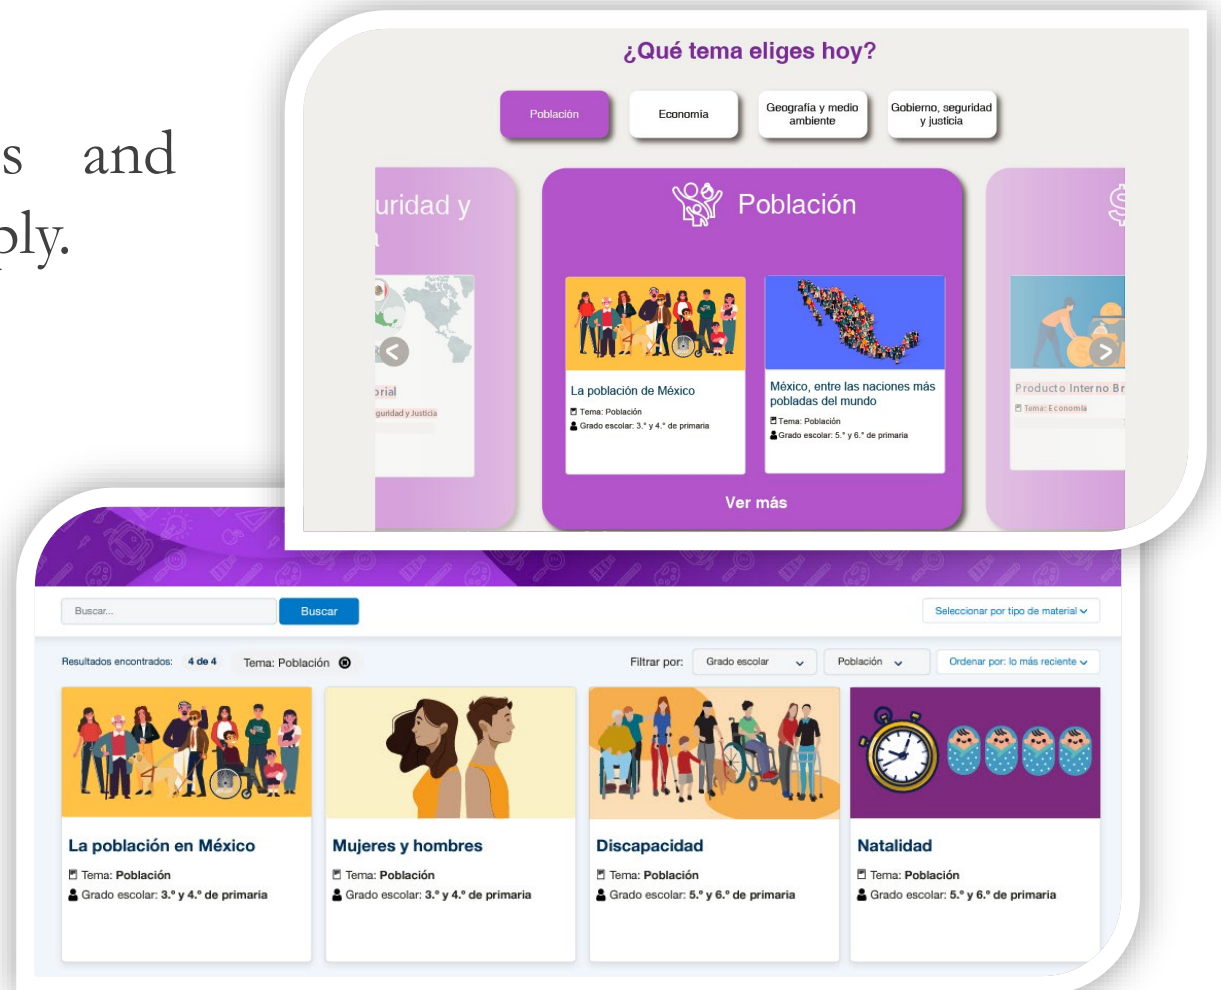 ¿Qué tema eliges hoy?
Población
Economía
Geografía y medio
ambiente
Gobierno, seguridad
y justicia
and
Población
La población de México
Tema: Población
Grado escolar: 3.° y 4.° de primaria
México, entre las naciones más
pobladas del mundo
Tema: Población
Grado escolar: 5.° y 6.° de primaria
Producto Interno
Tema: Economía
y Justicia
Ver más
Buscar...
Buscar
Seleccionar por tipo de material
Resultados encontrados: 4 de 4
Tema: Población
Filtrar por:
Grado escolar
Población
Ordenar por: lo más reciente
La población en México
Tema: Población
Grado escolar: 3.° y 4.° de primaria
Mujeres y hombres
Tema: Población
Grado escolar: 3.° y 4.° de primaria
Discapacidad
Tema: Población
Grado escolar: 5.° y 6.° de primaria
Natalidad
Tema: Población
Grado escolar: 5.° y 6.° de primaria